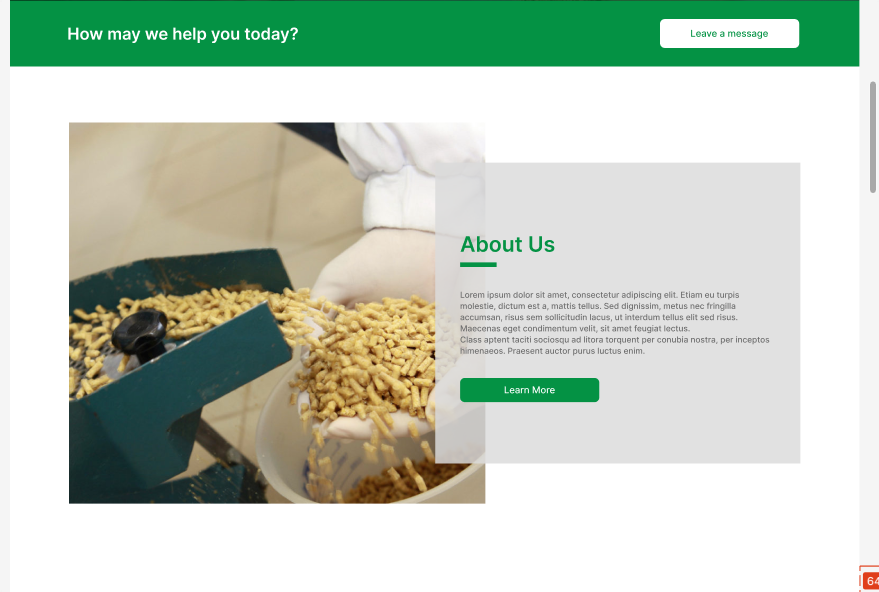 How may we help you today?
Leave a message
About Us
Lorem ipsum dolor sit amet, consectetur adipiscing elit. Etiam eu turpis
molestie, dictum est a, mattis tellus. Sed dignissim, metus nec fringilla
accumsan, risus sem sollicitudin lacus, ut interdum tellus elit sed risus.
Maecenas eget condimentum velit, sit amet feugiat lectus.
Class aptent taciti sociosqu ad litora torquent per conubia nostra, per inceptos
himenaeos. Praesent auctor purus luctus enim.
Learn More